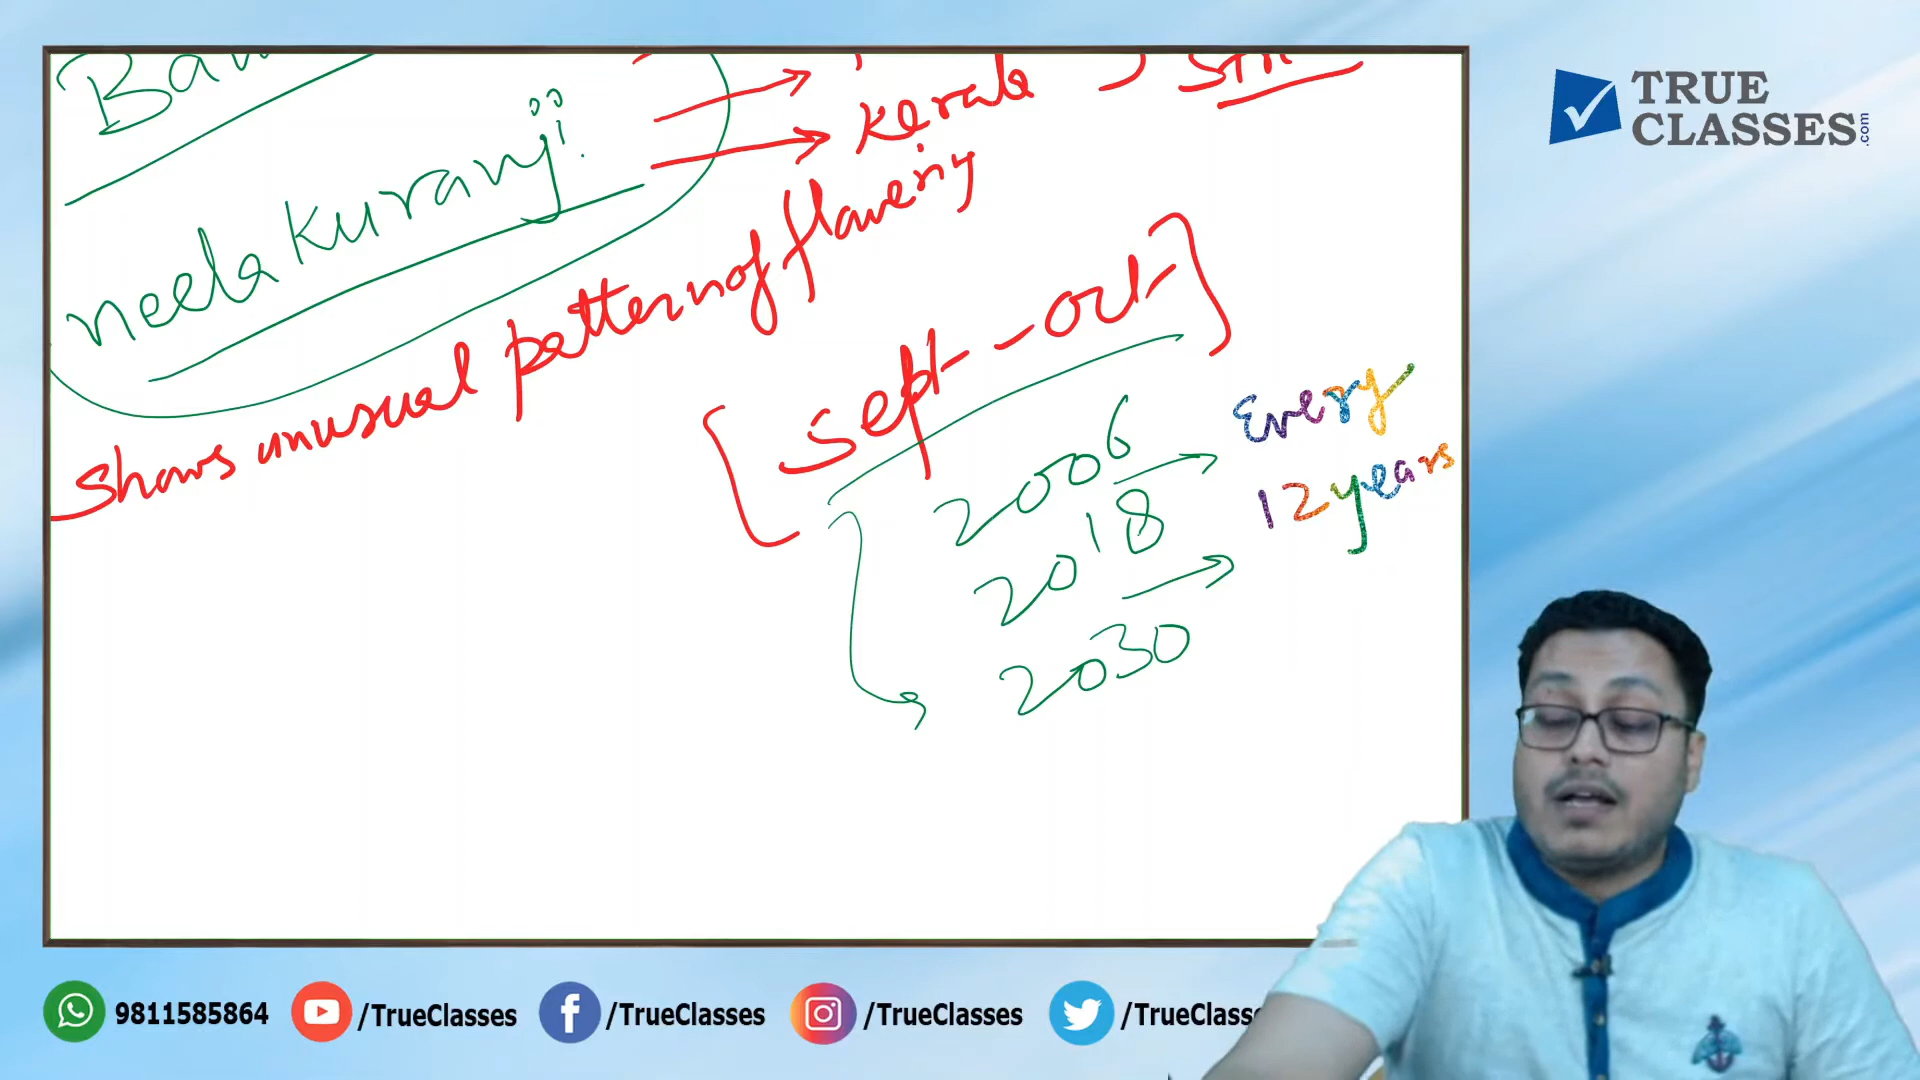 neela kuranji
Kerala
shows unusual pattern of flowering
[sept - oct]
2006
2018
2030
Every
12 years
TRUE
CLASSES.com
9811585864
/TrueClasses
/TrueClasses
/TrueClasses
/TrueClass